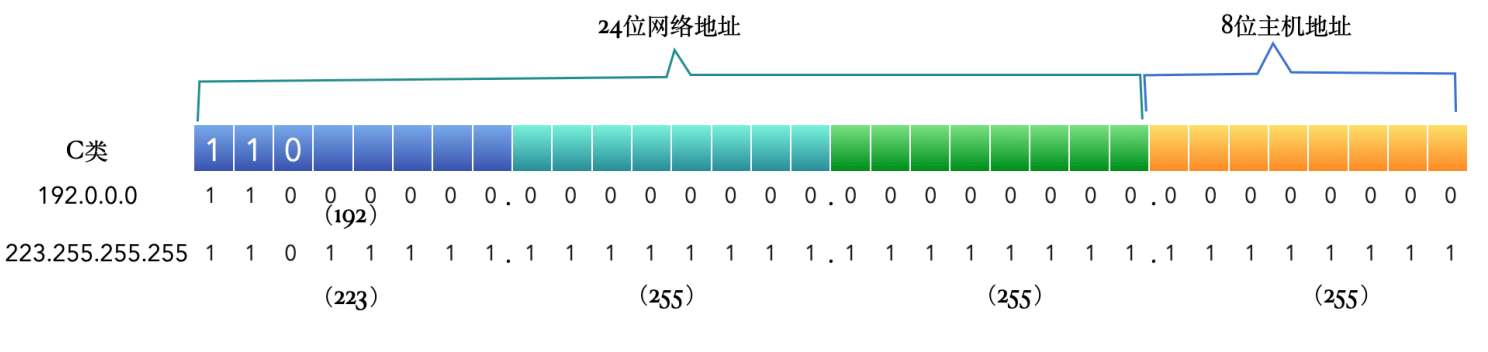 24位网络地址 8位主机地址
C类 1 1 0
192.0.0.0 1 1 0 0 0 0 0 0 . 0 0 0 0 0 0 0 0 . 0 0 0 0 0 0 0 0 . 0 0 0 0 0 0 0 0
（192）
223.255.255.255 1 1 0 1 1 1 1 1 . 1 1 1 1 1 1 1 1 . 1 1 1 1 1 1 1 1 . 1 1 1 1 1 1 1 1
（223） （255） （255） （255）